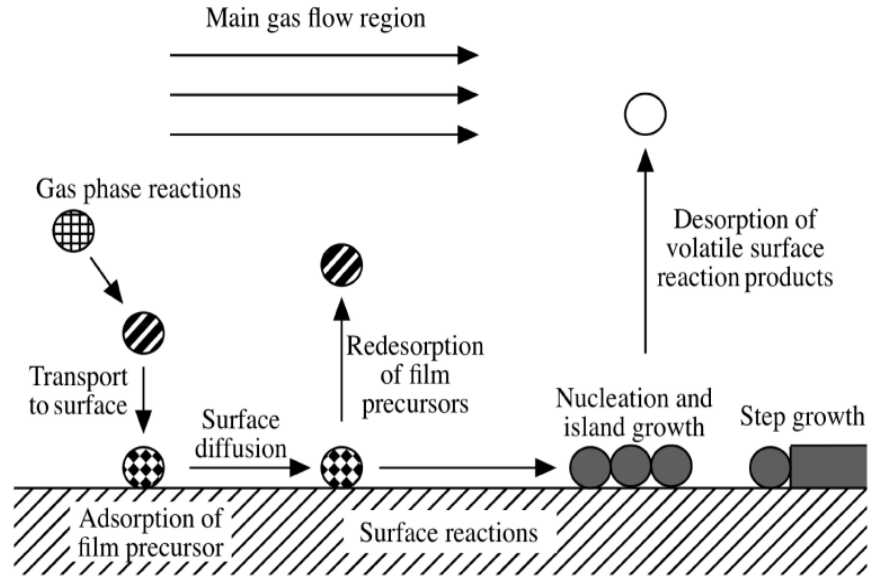 Main gas flow region
Gas phase reactions
Desorption of
volatile surface
reaction products
Redesorption
of film
precursors
Transport
to surface
Surface
diffusion
Nucleation and
island growth
Step growth
Adsorption of
film precursor
Surface reactions